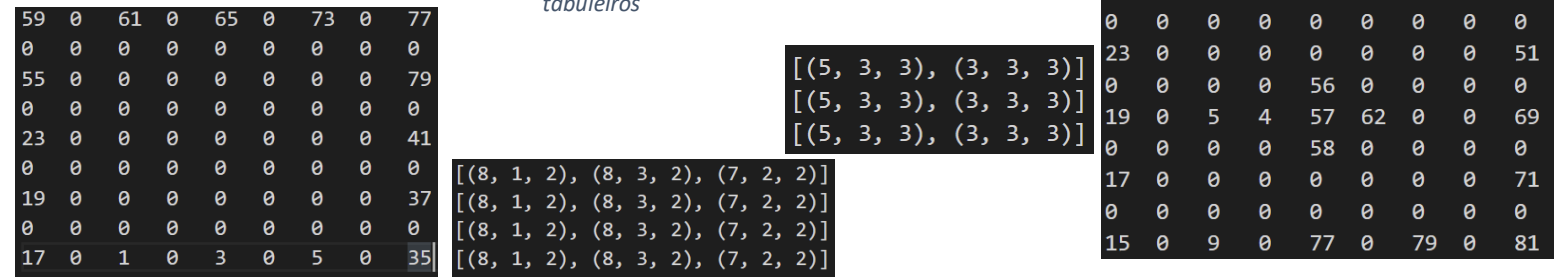 tabuleiros
59 0 61 0 65 0 73 0 77
0 0 0 0 0 0 0 0 0
55 0 0 0 0 0 0 0 79
0 0 0 0 0 0 0 0 0
23 0 0 0 0 0 0 0 41
0 0 0 0 0 0 0 0 0
19 0 0 0 0 0 0 0 37
0 0 0 0 0 0 0 0 0
17 0 1 0 3 0 5 0 35
[(8, 1, 2), (8, 3, 2), (7, 2, 2)]
[(8, 1, 2), (8, 3, 2), (7, 2, 2)]
[(8, 1, 2), (8, 3, 2), (7, 2, 2)]
[(8, 1, 2), (8, 3, 2), (7, 2, 2)]
[(5, 3, 3), (3, 3, 3)]
[(5, 3, 3), (3, 3, 3)]
[(5, 3, 3), (3, 3, 3)]
0 0 0 0 0 0 0 0 0
23 0 0 0 0 0 0 0 51
0 0 0 0 56 0 0 0 0
19 0 5 4 57 62 0 0 69
0 0 0 0 58 0 0 0 0
17 0 0 0 0 0 0 0 71
0 0 0 0 0 0 0 0 0
15 0 9 0 77 0 79 0 81